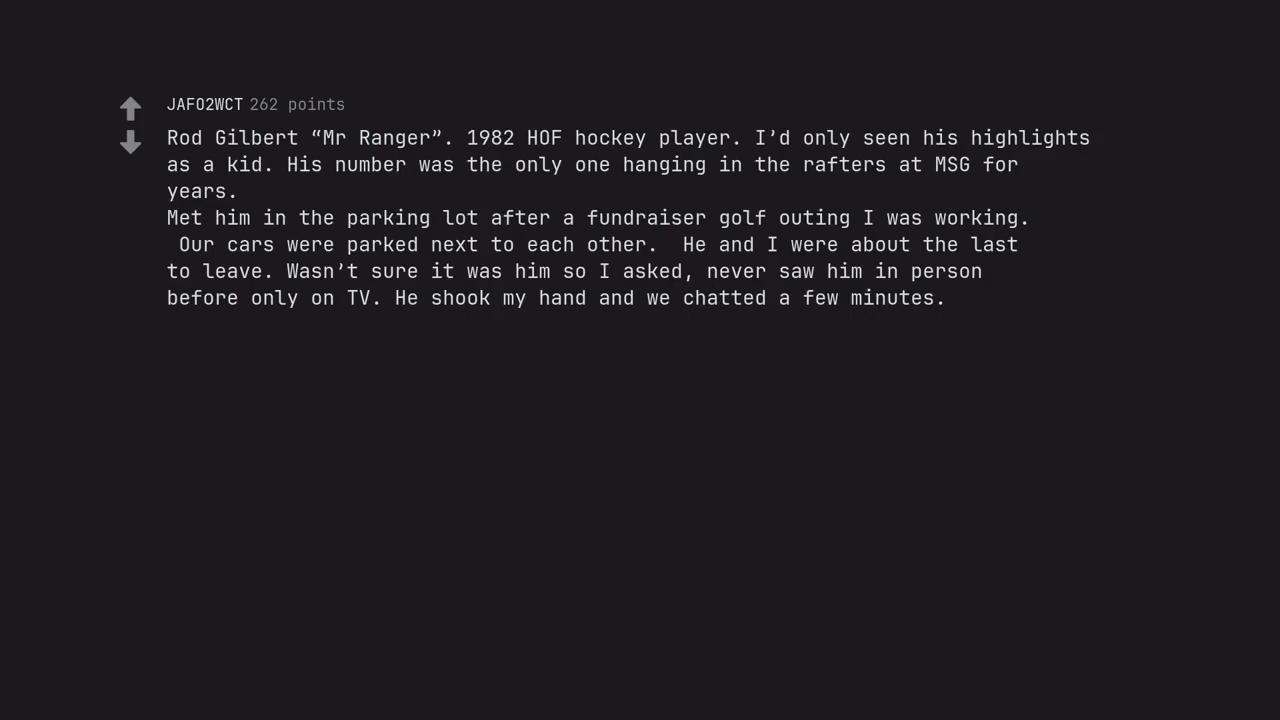 JAFO2WCT 262 points
Rod Gilbert “Mr Ranger”. 1982 HOF hockey player. I’d only seen his highlights
as a kid. His number was the only one hanging in the rafters at MSG for
years.
Met him in the parking lot after a fundraiser golf outing I was working.
Our cars were parked next to each other.  He and I were about the last
to leave. Wasn’t sure it was him so I asked, never saw him in person
before only on TV. He shook my hand and we chatted a few minutes.